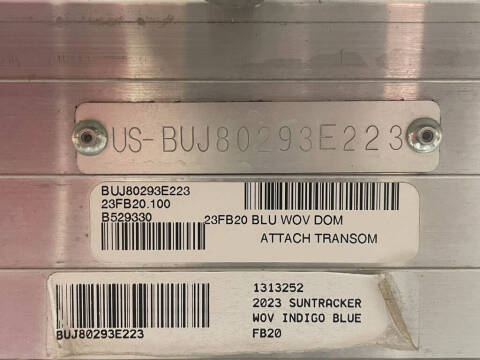 US-BUJ80293E223
BUJ80293E223
23FB20.100
B529330
23FB20 BLU WOV DOM
ATTACH TRANSOM
1313252
2023 SUNTRACKER
WOV INDIGO BLUE
BUJ80293E223
FB20